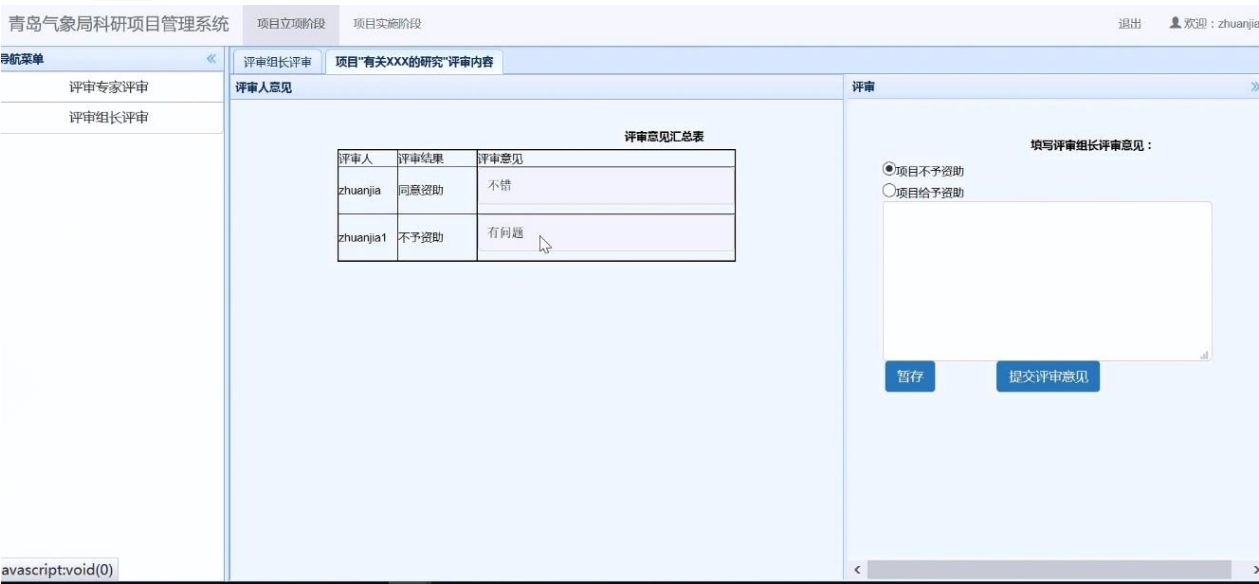 青岛气象局科研项目管理系统 项目立项阶段 项目实施阶段 退出 欢迎：zhuanjia
导航菜单 « 评审组长评审 项目"有关XXX的研究"评审内容
评审专家评审
评审组长评审
评审人意见
评审意见汇总表
评审人 评审结果 评审意见
zhuanjia 同意资助 不错
zhuanjia1 不予资助 有问题
评审 »
填写评审组长评审意见：
项目不予资助
项目给予资助
暂存 提交评审意见
avascript:void(0)